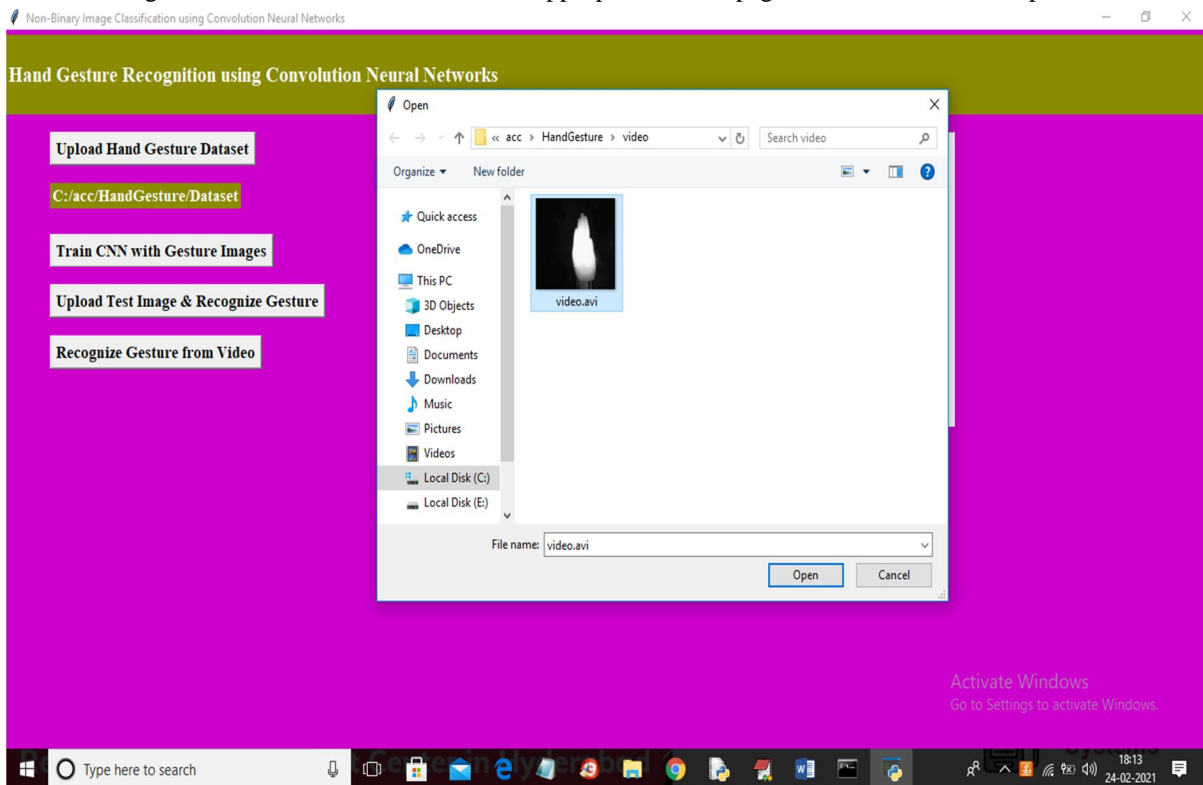 Non-Binary Image Classification using Convolution Neural Networks
Hand Gesture Recognition using Convolution Neural Networks
Upload Hand Gesture Dataset
C:/acc/HandGesture/Dataset
Train CNN with Gesture Images
Upload Test Image & Recognize Gesture
Recognize Gesture from Video
Open
« acc > HandGesture > video
Search video
Organize
New folder
Quick access
OneDrive
This PC
3D Objects
Desktop
Documents
Downloads
Music
Pictures
Videos
Local Disk (C:)
Local Disk (E:)
video.avi
File name: video.avi
Open Cancel
Activate Windows
Go to Settings to activate Windows.
Type here to search
18:13
24-02-2021